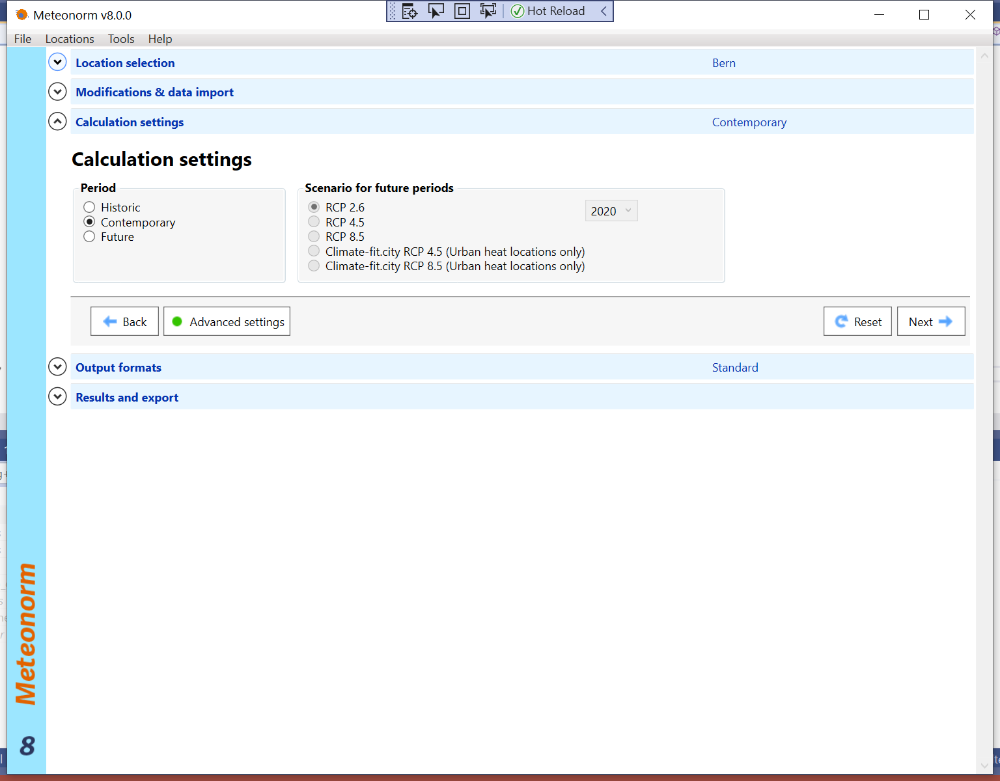 Meteonorm v8.0.0
Hot Reload
File Locations Tools Help
Location selection Bern
Modifications & data import
Calculation settings Contemporary
Calculation settings
Period
Historic
Contemporary
Future
Scenario for future periods
RCP 2.6 2020
RCP 4.5
RCP 8.5
Climate-fit.city RCP 4.5 (Urban heat locations only)
Climate-fit.city RCP 8.5 (Urban heat locations only)
Back Advanced settings Reset Next
Output formats Standard
Results and export
Meteonorm
8